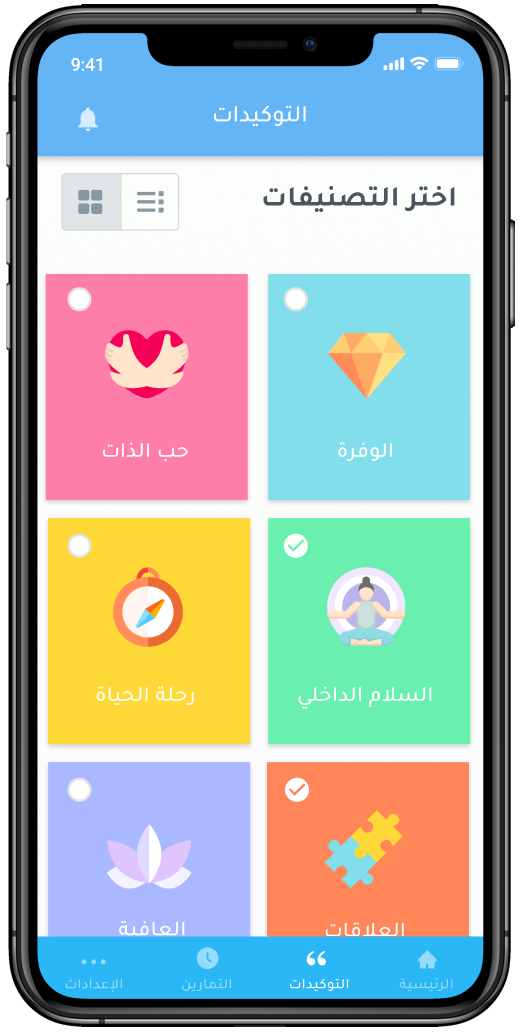 9:41
التوكيدات
اختر التصنيفات
الوفرة
حب الذات
السلام الداخلي
رحلة الحياة
العلاقات
العافية
الرئيسية
التوكيدات
التمارين
الإعدادات